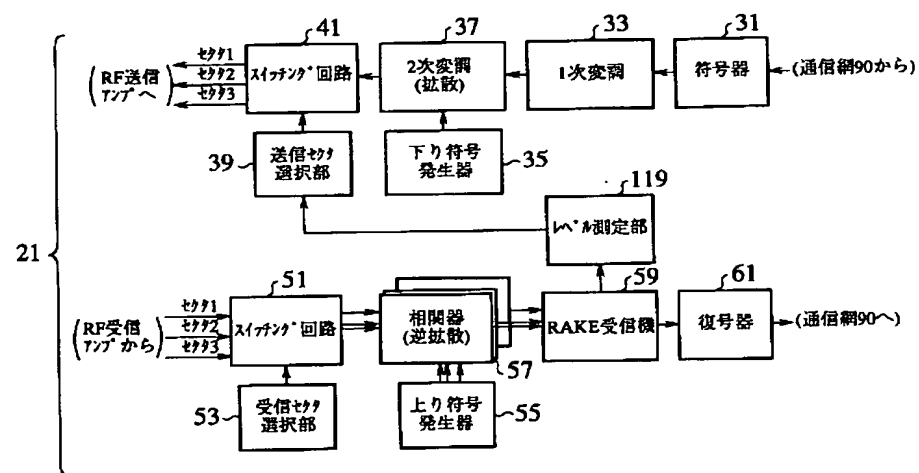 41
37
33
31
セクタ1
セクタ2
セクタ3
(RF送信
アンプへ)
スイッチング回路
2次変調
(拡散)
1次変調
符号器
(通信網90から)
39
送信セクタ
選択部
下り符号
発生器
35
119
レベル測定部
21
51
59
61
セクタ1
セクタ2
セクタ3
(RF受信
アンプから)
スイッチング回路
相関器
(逆拡散)
57
RAKE受信機
復号器
(通信網90へ)
53
受信セクタ
選択部
上り符号
発生器
55